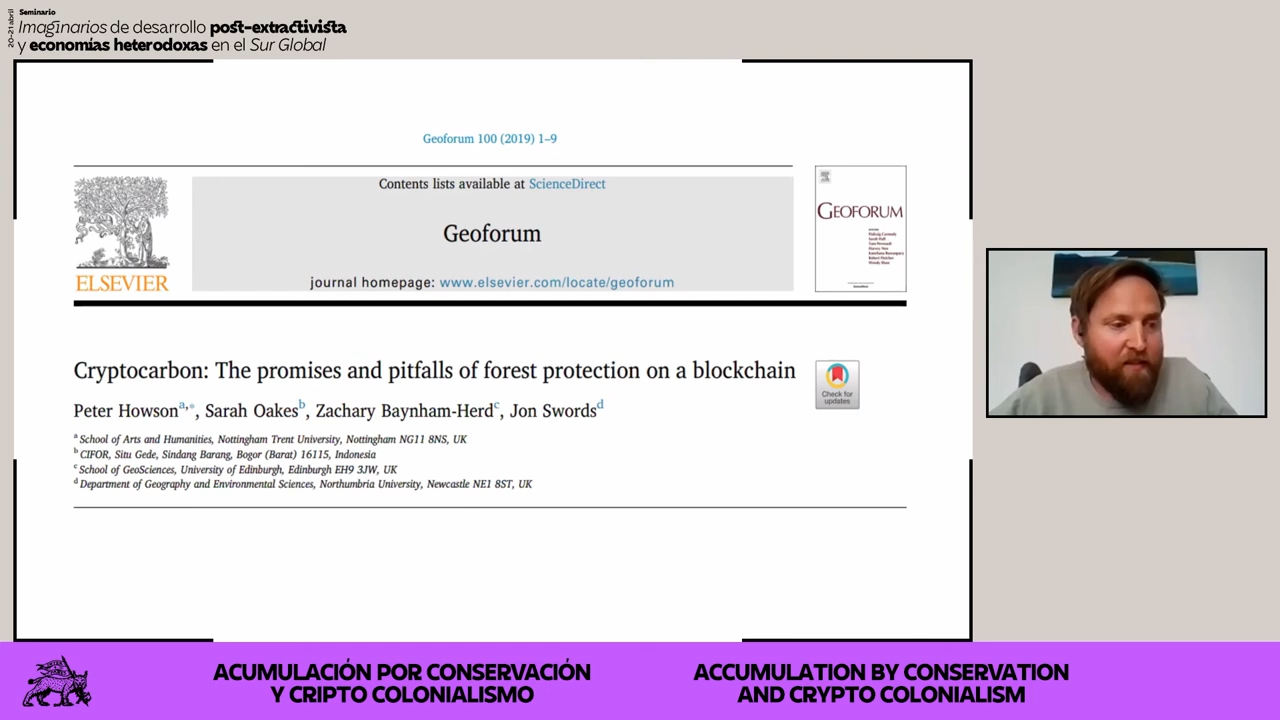 20-21 abril
Seminario
Imaginarios de desarrollo post-extractivista
y economías heterodoxas en el Sur Global
Geoforum 100 (2019) 1–9
Contents lists available at ScienceDirect
Geoforum
journal homepage: www.elsevier.com/locate/geoforum
ELSEVIER
GEOFORUM
Cryptocarbon: The promises and pitfalls of forest protection on a blockchain
Check for
updates
Peter Howson a,*, Sarah Oakes b, Zachary Baynham-Herd c, Jon Swords d
a School of Arts and Humanities, Nottingham Trent University, Nottingham NG11 8NS, UK
b CIFOR, Situ Gede, Sindang Barang, Bogor (Barat) 16115, Indonesia
c School of GeoSciences, University of Edinburgh, Edinburgh EH9 3JW, UK
d Department of Geography and Environmental Sciences, Northumbria University, Newcastle NE1 8ST, UK
ACUMULACIÓN POR CONSERVACIÓN
Y CRIPTO COLONIALISMO
ACCUMULATION BY CONSERVATION
AND CRYPTO COLONIALISM